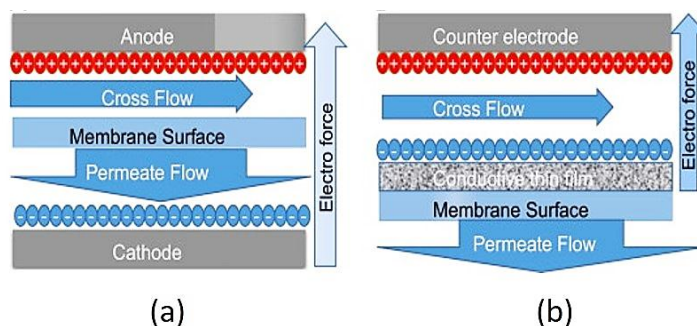 Anode
Cross Flow
Membrane Surface
Permeate Flow
Cathode
Electro force
(a)
Counter electrode
Cross Flow
Conductive thin film
Membrane Surface
Permeate Flow
Electro force
(b)